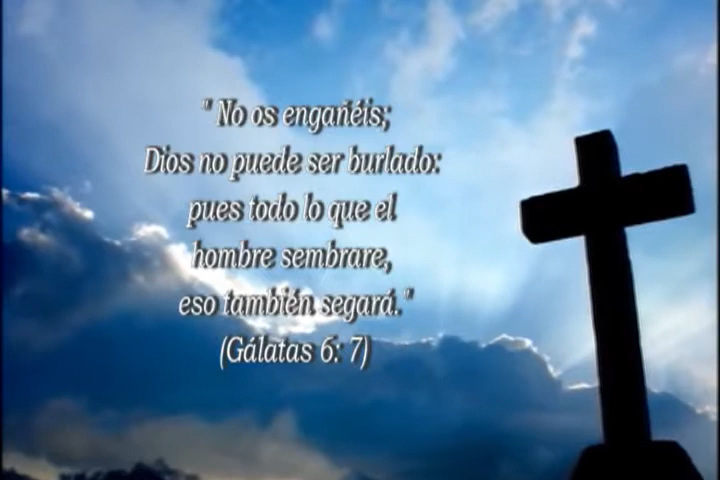 " No os engañéis;
Dios no puede ser burlado:
pues todo lo que el
hombre sembrare,
eso también segará."
(Gálatas 6: 7)